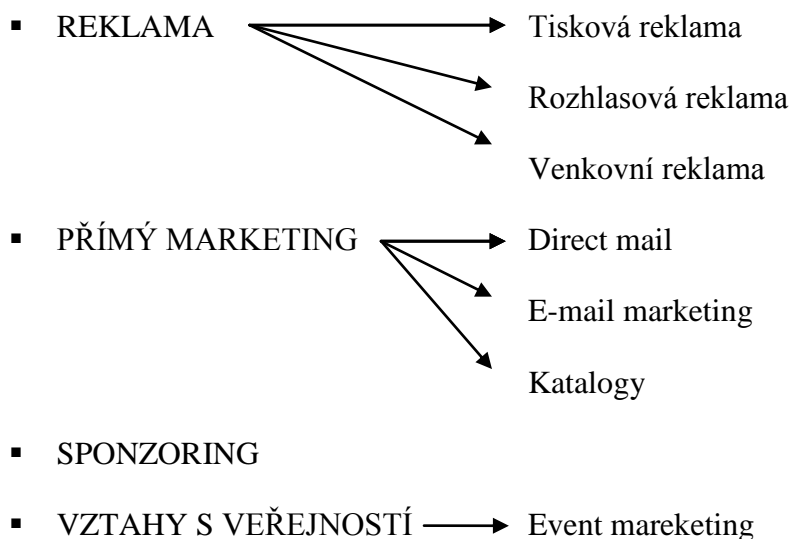 ▪ REKLAMA Tisková reklama
Rozhlasová reklama
Venkovní reklama
▪ PŘÍMÝ MARKETING Direct mail
E-mail marketing
Katalogy
▪ SPONZORING
▪ VZTAHY S VEŘEJNOSTÍ Event mareketing